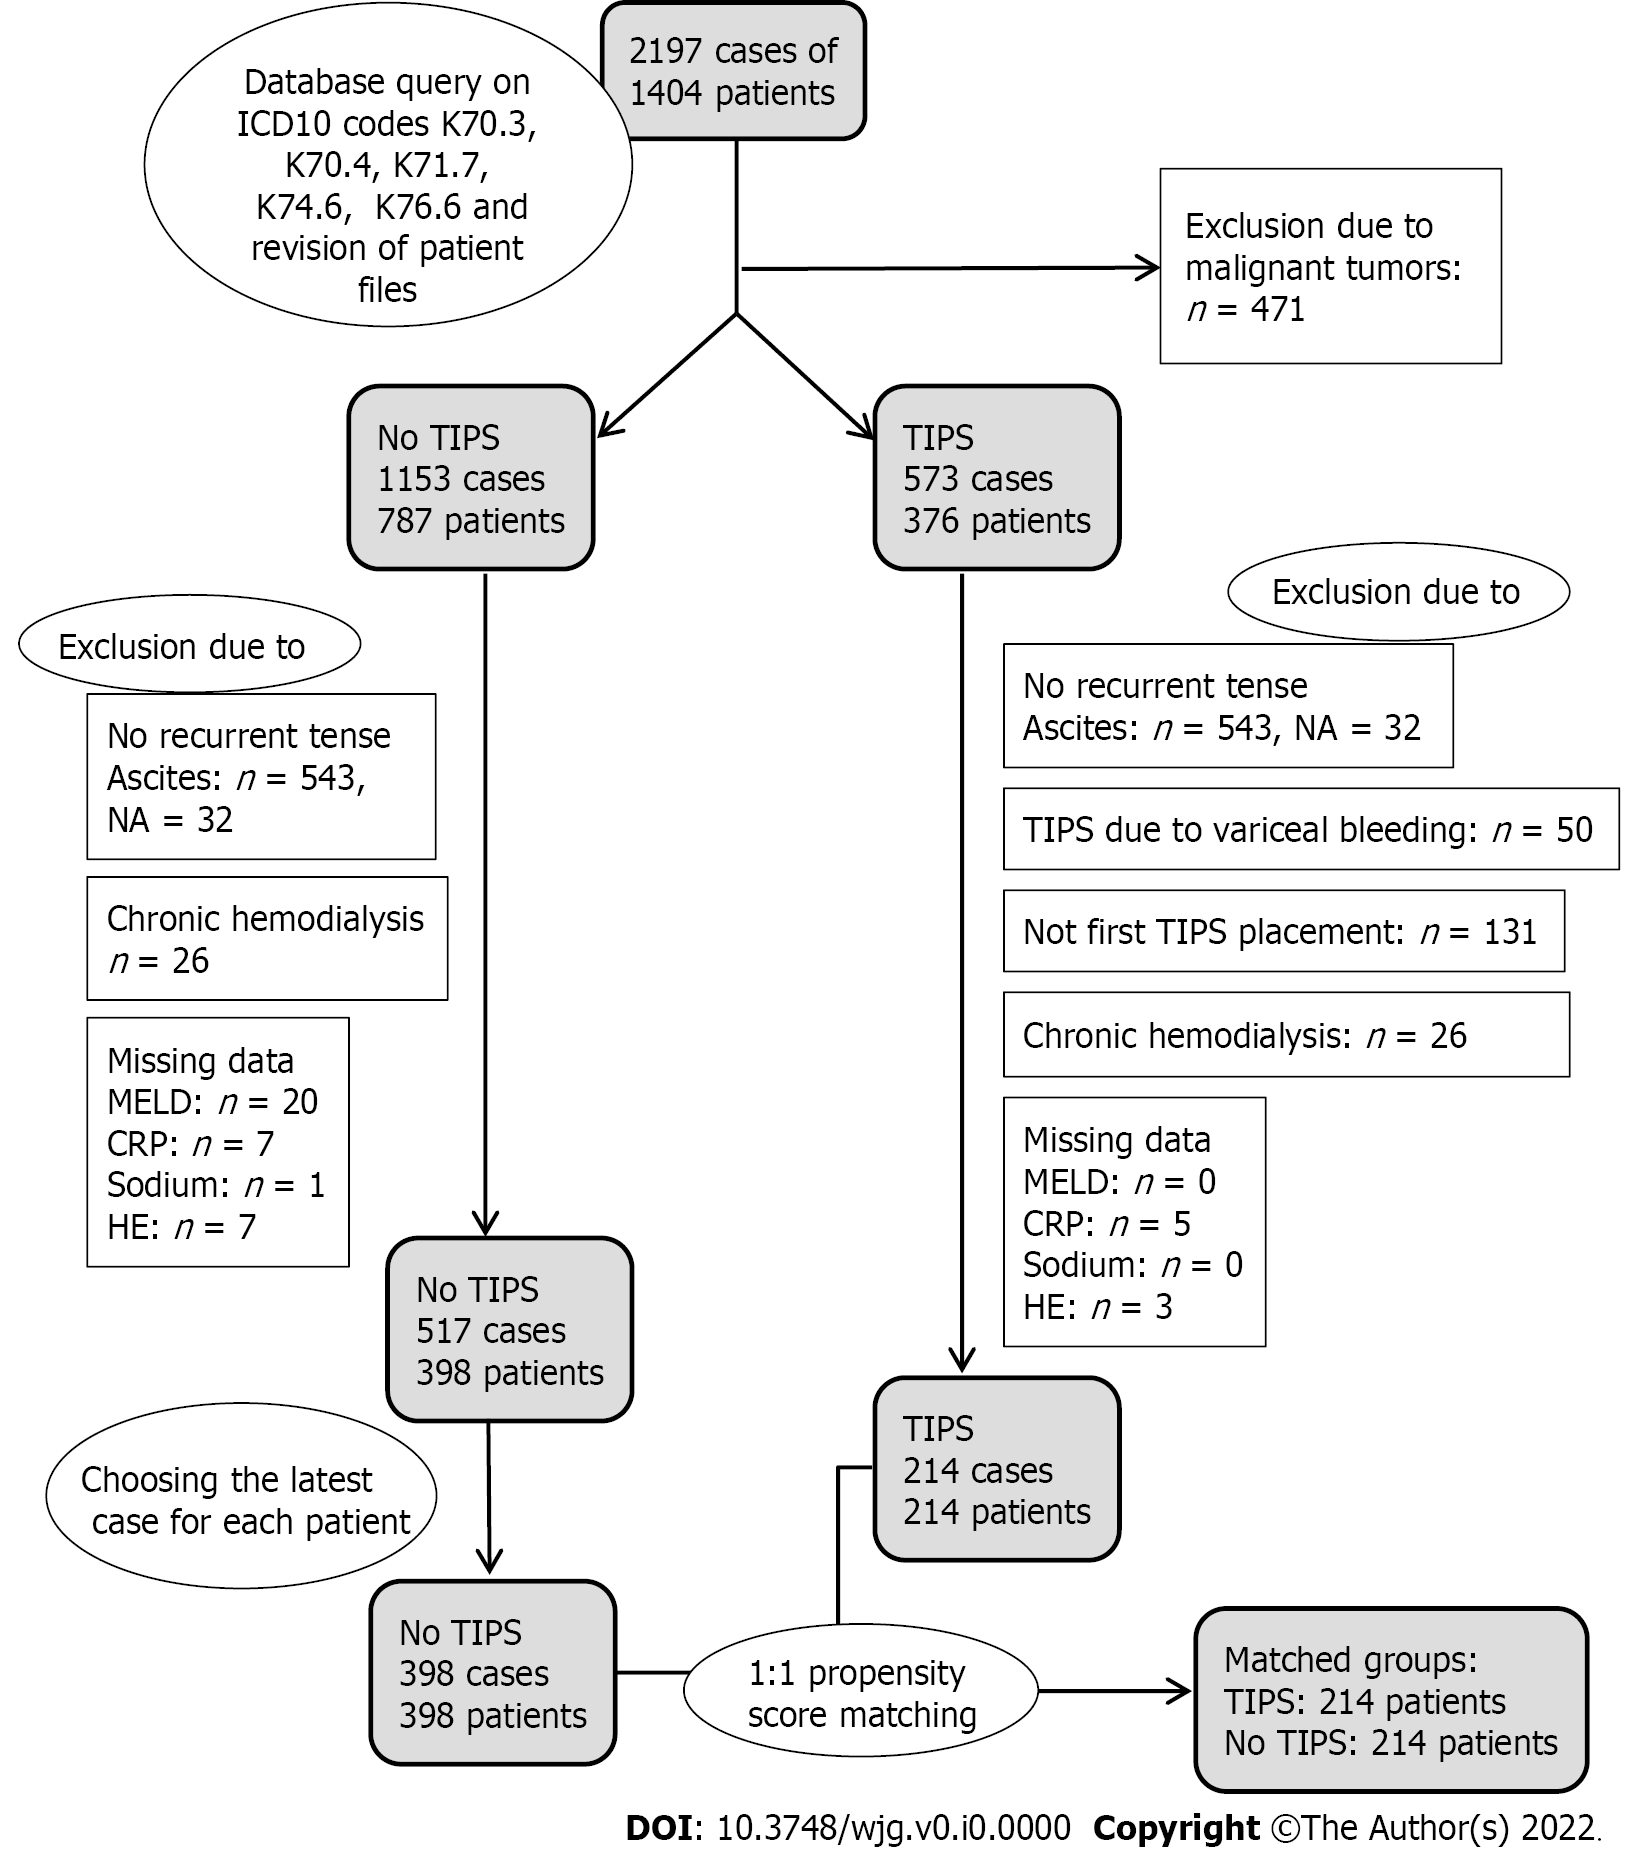 2197 cases of
1404 patients
Database query on
ICD10 codes K70.3,
K70.4, K71.7,
K74.6, K76.6 and
revision of patient
files
Exclusion due to
malignant tumors:
n = 471
No TIPS
1153 cases
787 patients
TIPS
573 cases
376 patients
Exclusion due to
No recurrent tense
Ascites: n = 543,
NA = 32
Chronic hemodialysis
n = 26
Missing data
MELD: n = 20
CRP: n = 7
Sodium: n = 1
HE: n = 7
Exclusion due to
No recurrent tense
Ascites: n = 543, NA = 32
TIPS due to variceal bleeding: n = 50
Not first TIPS placement: n = 131
Chronic hemodialysis: n = 26
Missing data
MELD: n = 0
CRP: n = 5
Sodium: n = 0
HE: n = 3
No TIPS
517 cases
398 patients
TIPS
214 cases
214 patients
Choosing the latest
case for each patient
No TIPS
398 cases
398 patients
1:1 propensity
score matching
Matched groups:
TIPS: 214 patients
No TIPS: 214 patients
DOI: 10.3748/wjg.v0.i0.0000 Copyright ©The Author(s) 2022.